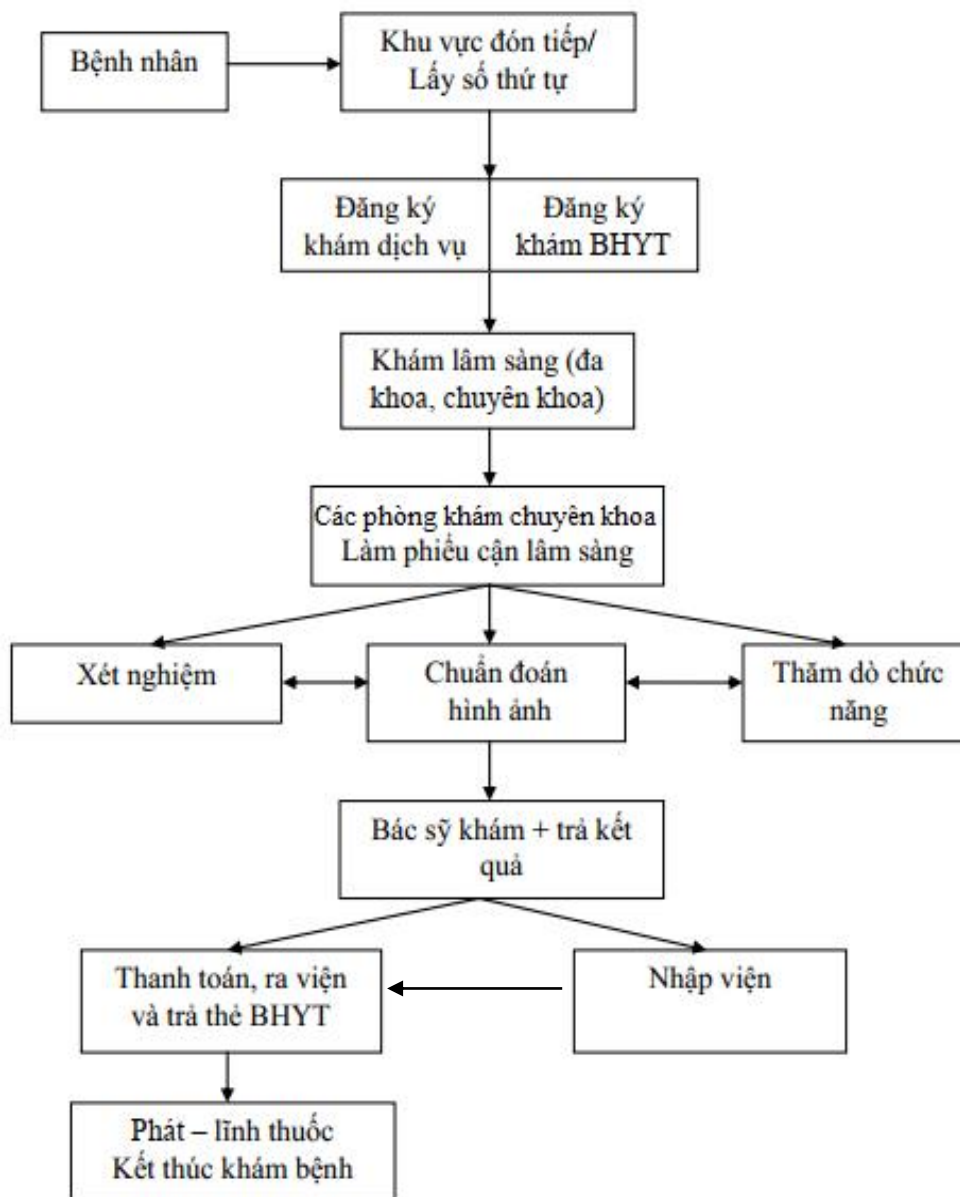 Bệnh nhân
Khu vực đón tiếp/
Lấy số thứ tự
Đăng ký
khám dịch vụ
Đăng ký
khám BHYT
Khám lâm sàng (đa
khoa, chuyên khoa)
Các phòng khám chuyên khoa
Làm phiếu cận lâm sàng
Xét nghiệm
Chuẩn đoán
hình ảnh
Thăm dò chức
năng
Bác sỹ khám + trả kết
quả
Thanh toán, ra viện
và trả thẻ BHYT
Nhập viện
Phát – lĩnh thuốc
Kết thúc khám bệnh